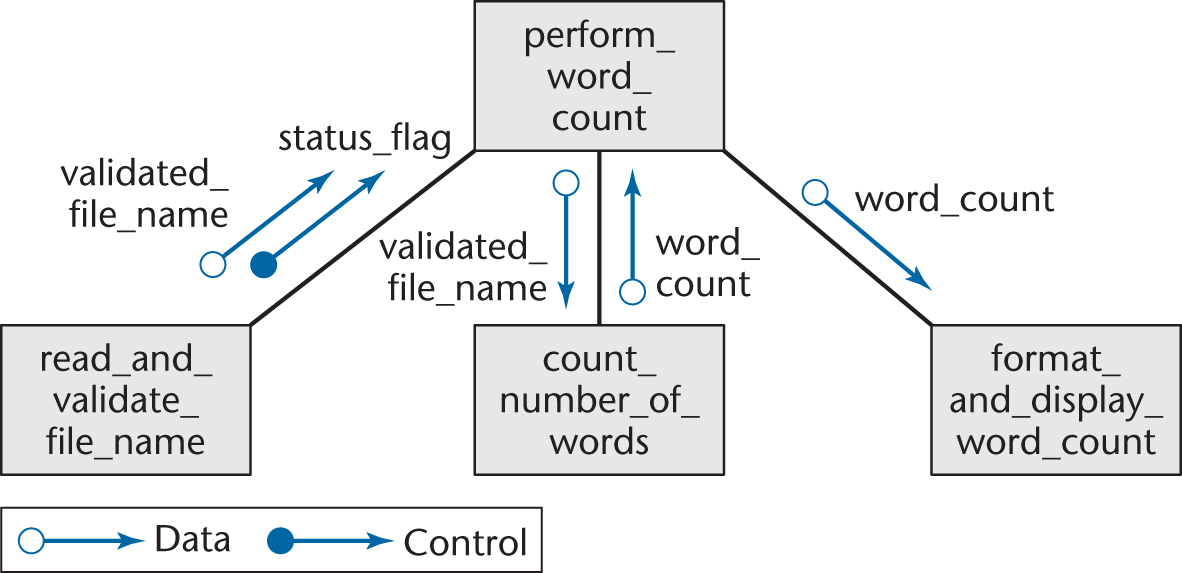 perform_
word_
count
status_flag
validated_
file_name
validated_
file_name
word_
count
word_count
read_and_
validate_
file_name
count_
number_of_
words
format_
and_display_
word_count
Data
Control